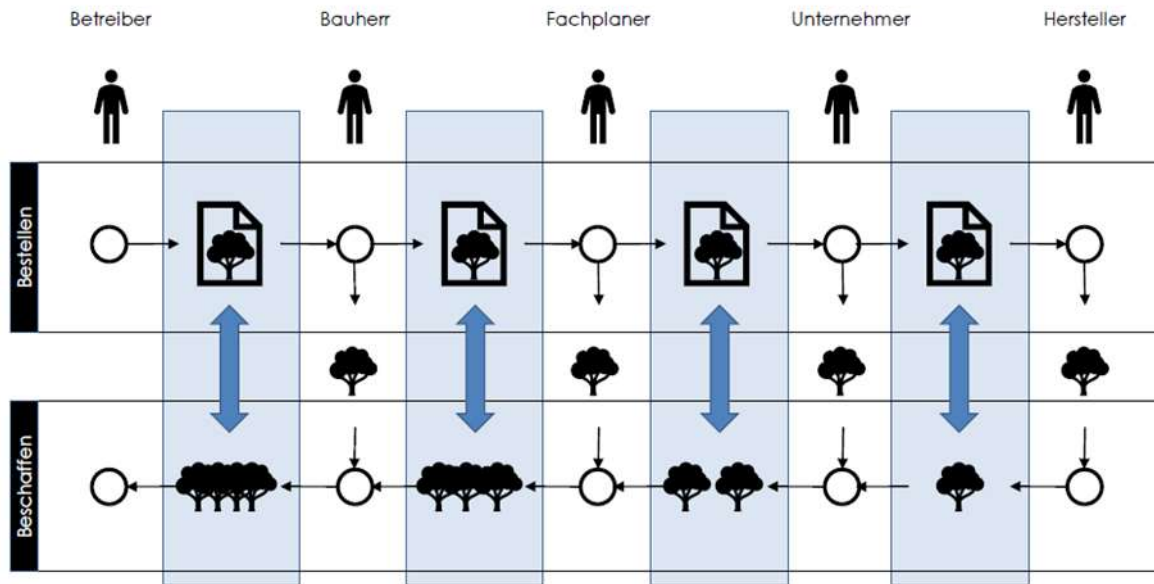 Betreiber
Bauherr
Fachplaner
Unternehmer
Hersteller
Bestellen
Beschaffen